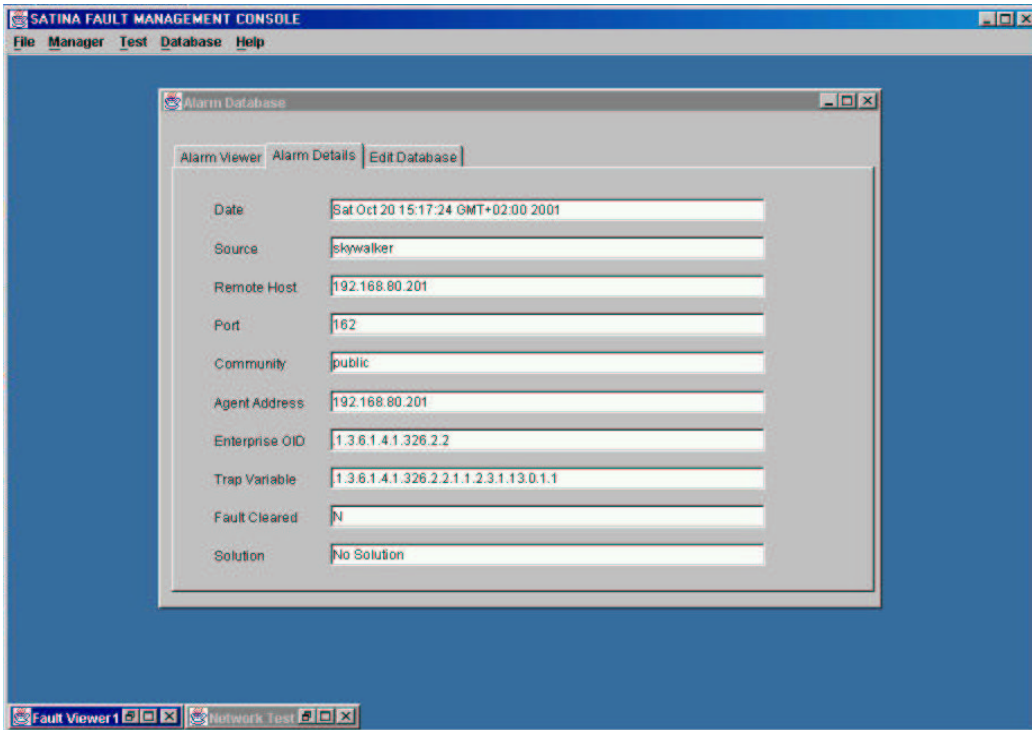 SATINA FAULT MANAGEMENT CONSOLE
File Manager Test Database Help
Alarm Database
Alarm Viewer Alarm Details Edit Database
Date Sat Oct 20 15:17:24 GMT+02:00 2001
Source skywalker
Remote Host 192.168.80.201
Port 162
Community public
Agent Address 192.168.80.201
Enterprise OID .1.3.6.1.4.1.326.2.2
Trap Variable .1.3.6.1.4.1.326.2.2.1.1.2.3.1.13.0.1.1
Fault Cleared N
Solution No Solution
Fault Viewer1 Network Test